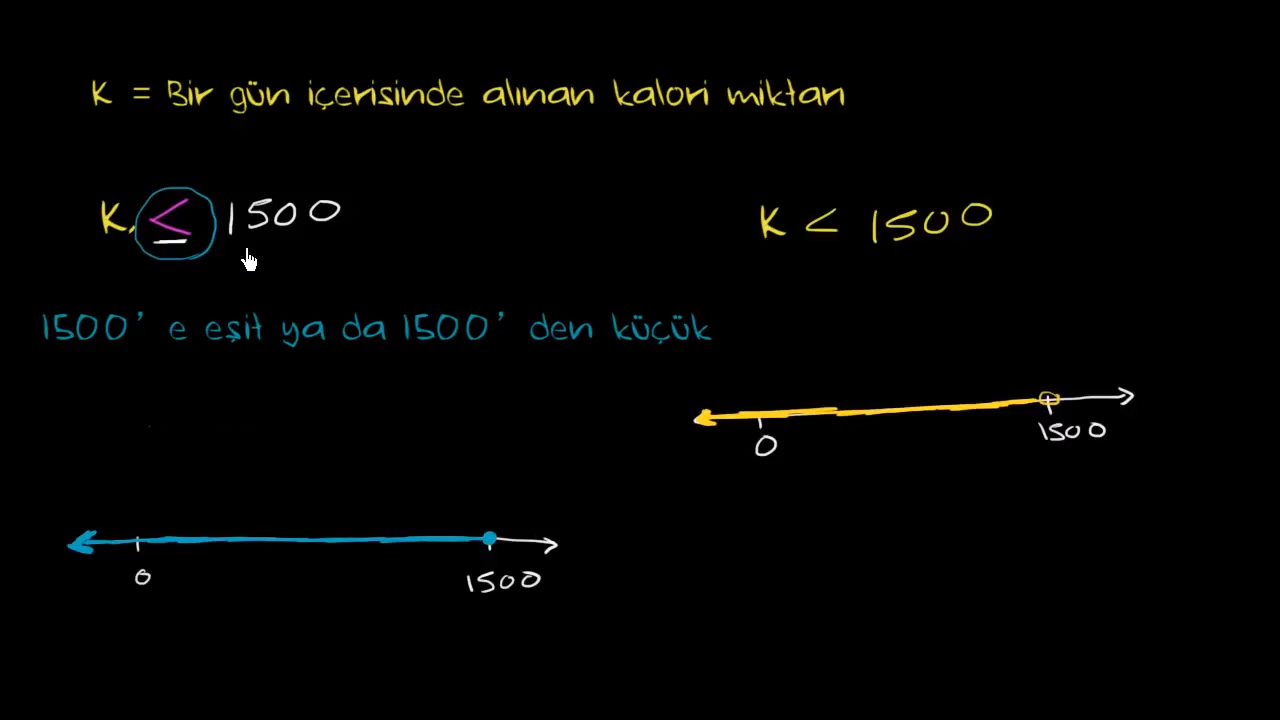 K = Bir gün içerisinde alınan kalori miktarı
K ≤ 1500
K < 1500
1500' e eşit ya da 1500' den küçük
0
1500
0
1500